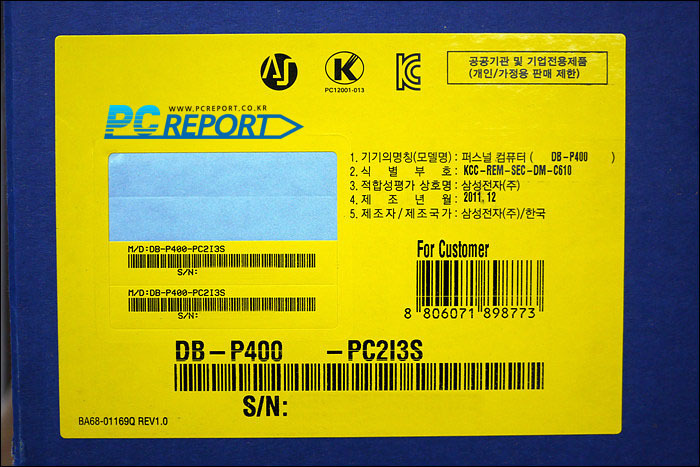 AJ
K
PC12001-013
KC
공공기관 및 기업전용제품
(개인/가정용 판매 제한)
WWW.PCREPORT.CO.KR
PC REPORT
1. 기기의명칭(모델명) : 퍼스널 컴퓨터 ( DB-P400 )
2. 식 별 부 호 : KCC-REM-SEC-DM-C610
3. 적합성평가 상호명 : 삼성전자(주)
4. 제 조 년 월 : 2011.12
5. 제조자/제조국가 : 삼성전자(주)/한국
M/D:DB-P400-PC2I3S
S/N:
M/D:DB-P400-PC2I3S
S/N:
For Customer
8 806071 898773
DB-P400 -PC2I3S
S/N:
BA68-01169Q REV1.0